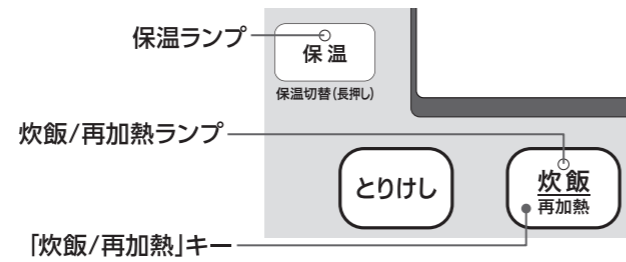 保温ランプ
保温
保温切替(長押し)
炊飯/再加熱ランプ
とりけし
炊飯
再加熱
「炊飯/再加熱」キー